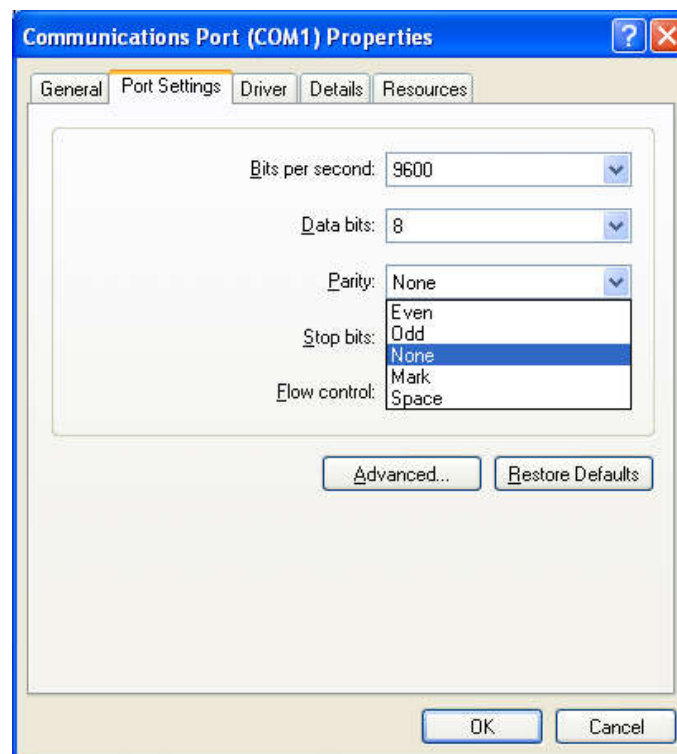 Communications Port (COM1) Properties
General Port Settings Driver Details Resources
Bits per second: 9600
Data bits: 8
Parity: None
Even
Odd
Stop bits:
None
Mark
Flow control:
Space
Advanced... Restore Defaults
OK Cancel